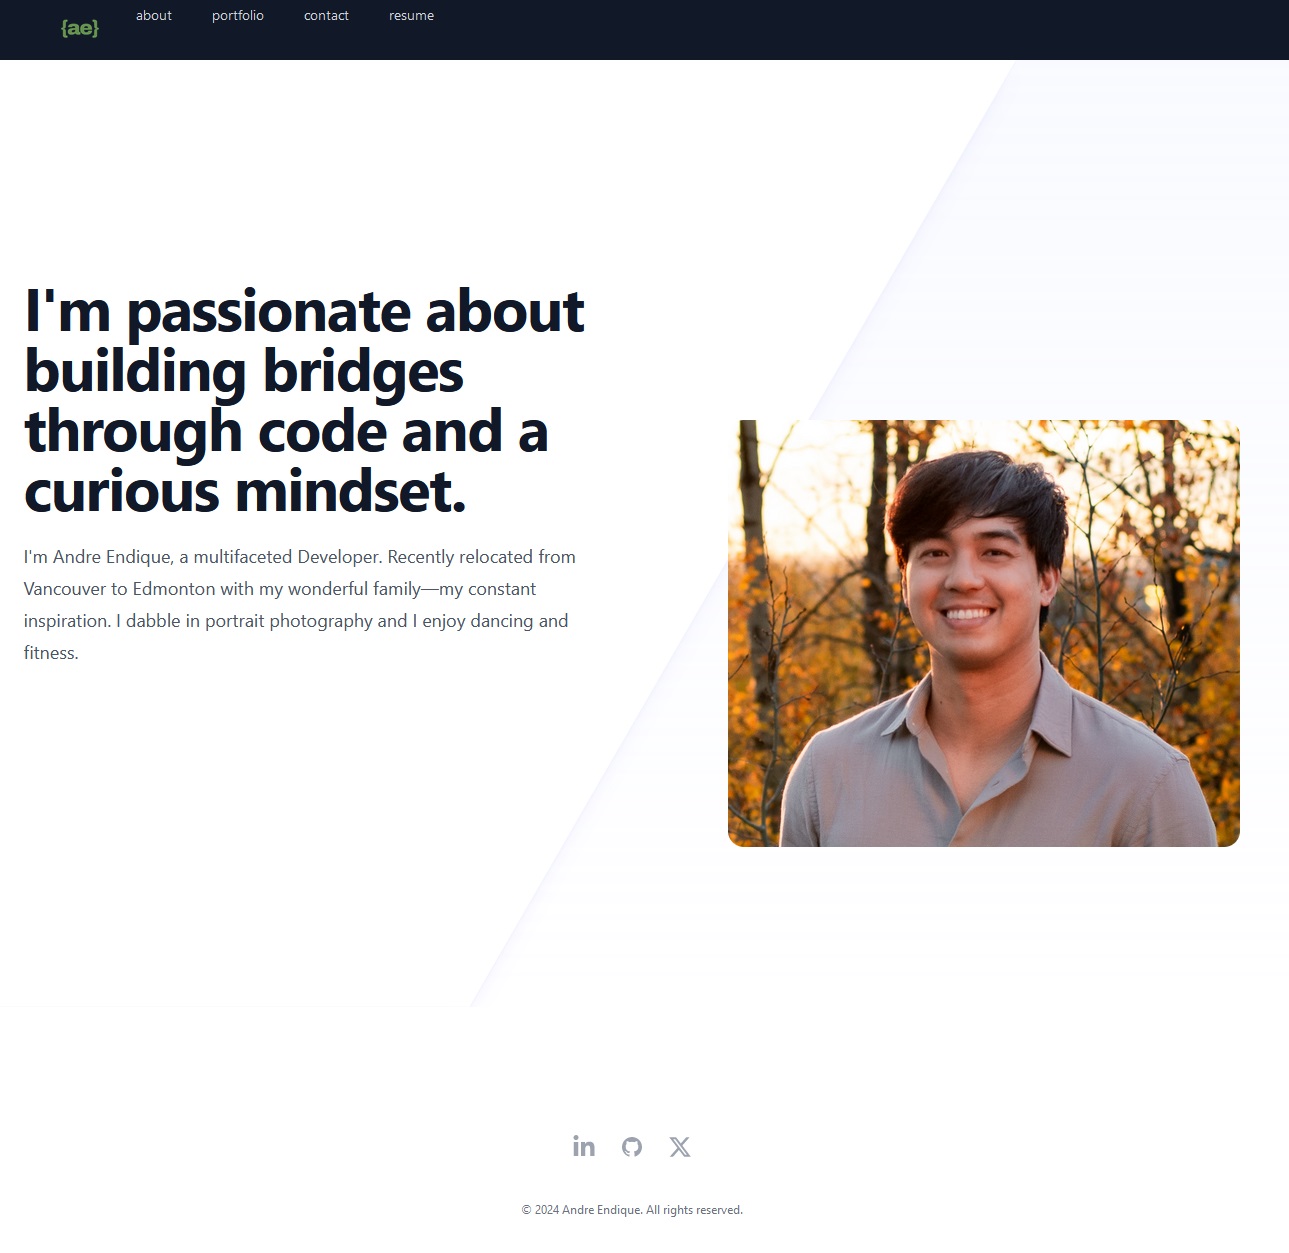 {ae}
about portfolio contact resume
I'm passionate about
building bridges
through code and a
curious mindset.
I'm Andre Endique, a multifaceted Developer. Recently relocated from
Vancouver to Edmonton with my wonderful family—my constant
inspiration. I dabble in portrait photography and I enjoy dancing and
fitness.
in X
© 2024 Andre Endique. All rights reserved.